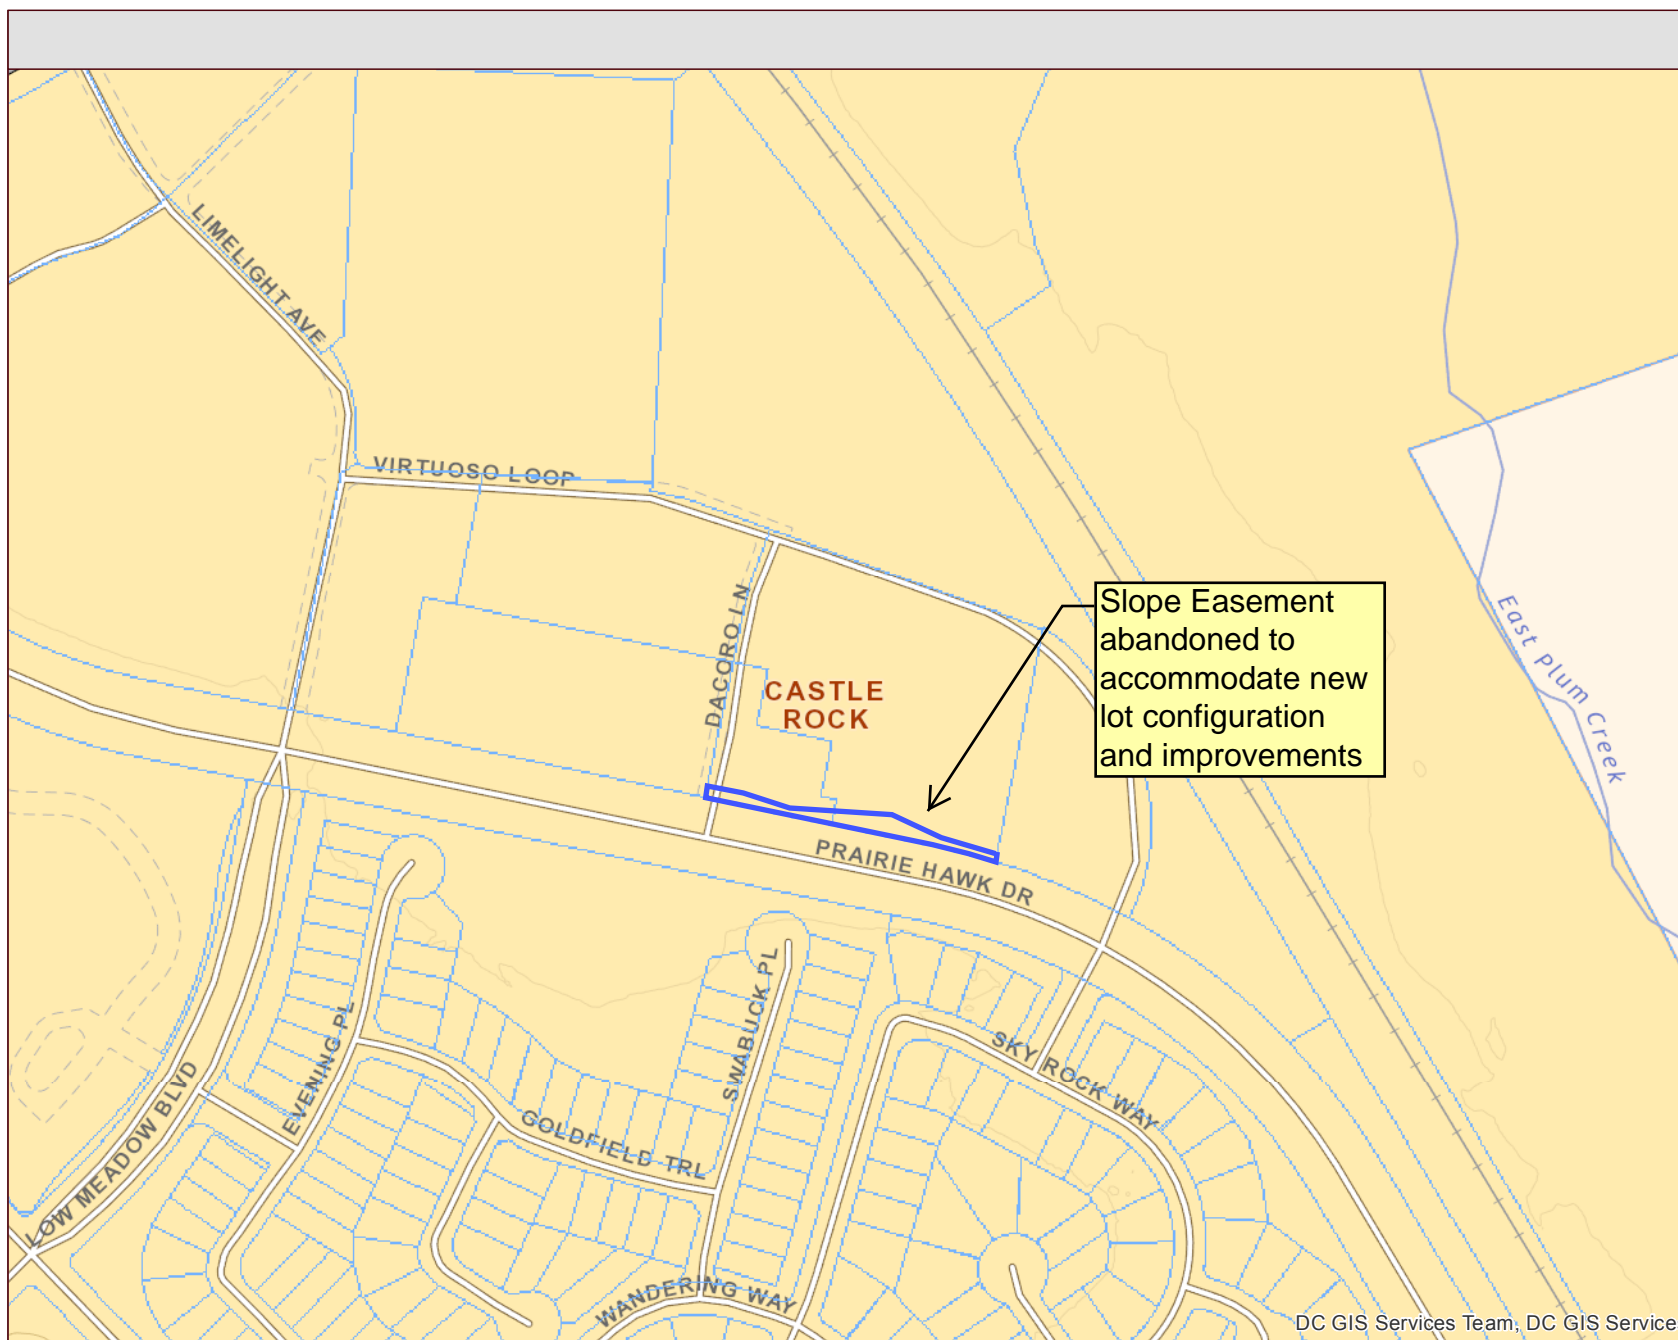 LIMELIGHT AVE
VIRTUOSO LOOP
DACORO LN
CASTLE
ROCK
Slope Easement
abandoned to
accommodate new
lot configuration
and improvements
East Plum Creek
PRAIRIE HAWK DR
SWABUCK PL
EVENING PL
SKY ROCK WAY
LOW MEADOW BLVD
GOLDFIELD TRL
WANDERING WAY
DC GIS Services Team, DC GIS Service